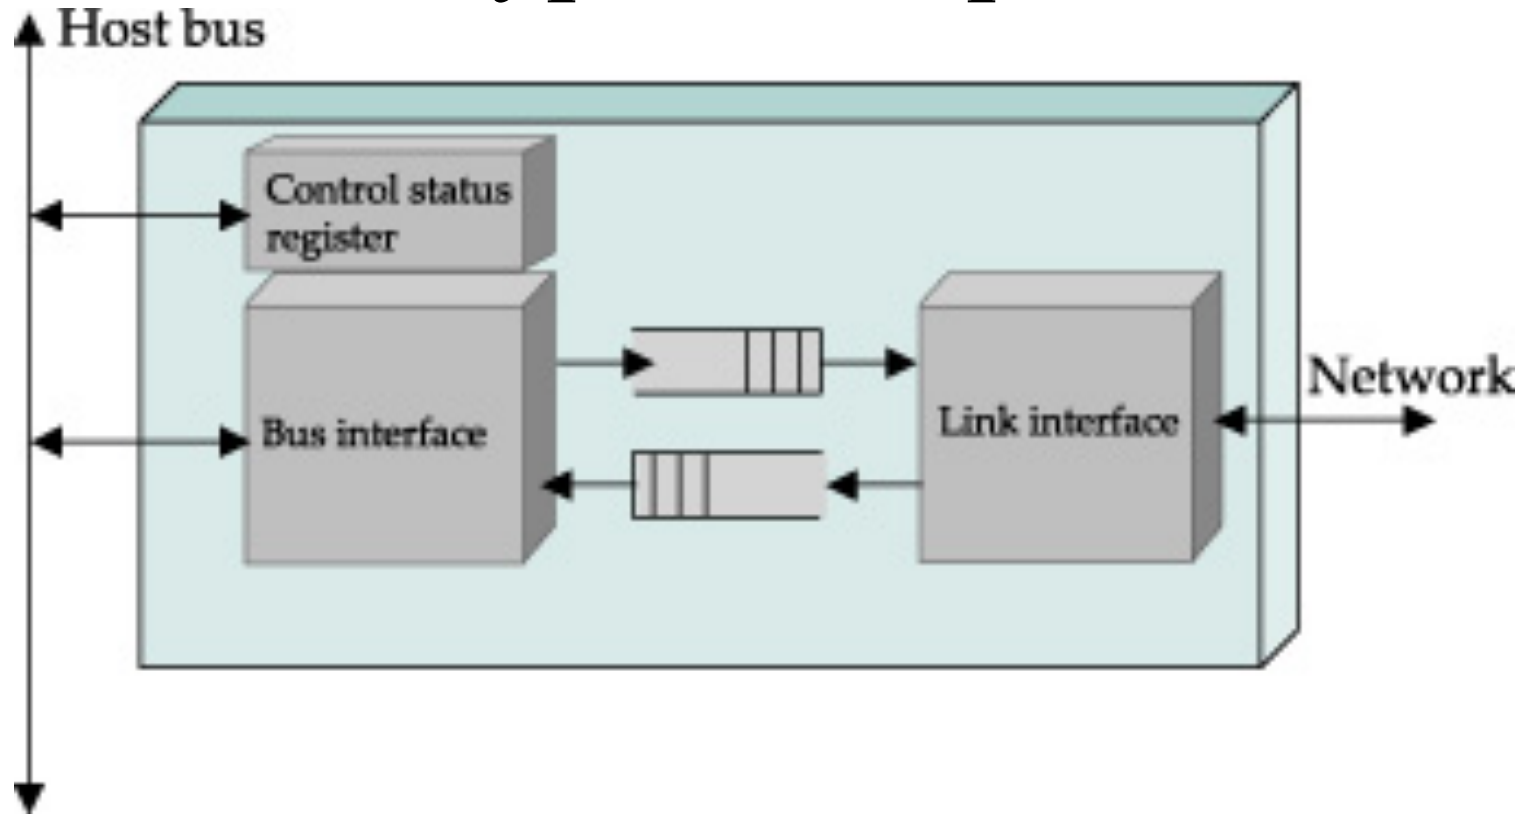 Host bus
Control status
register
Bus interface
Link interface
Network